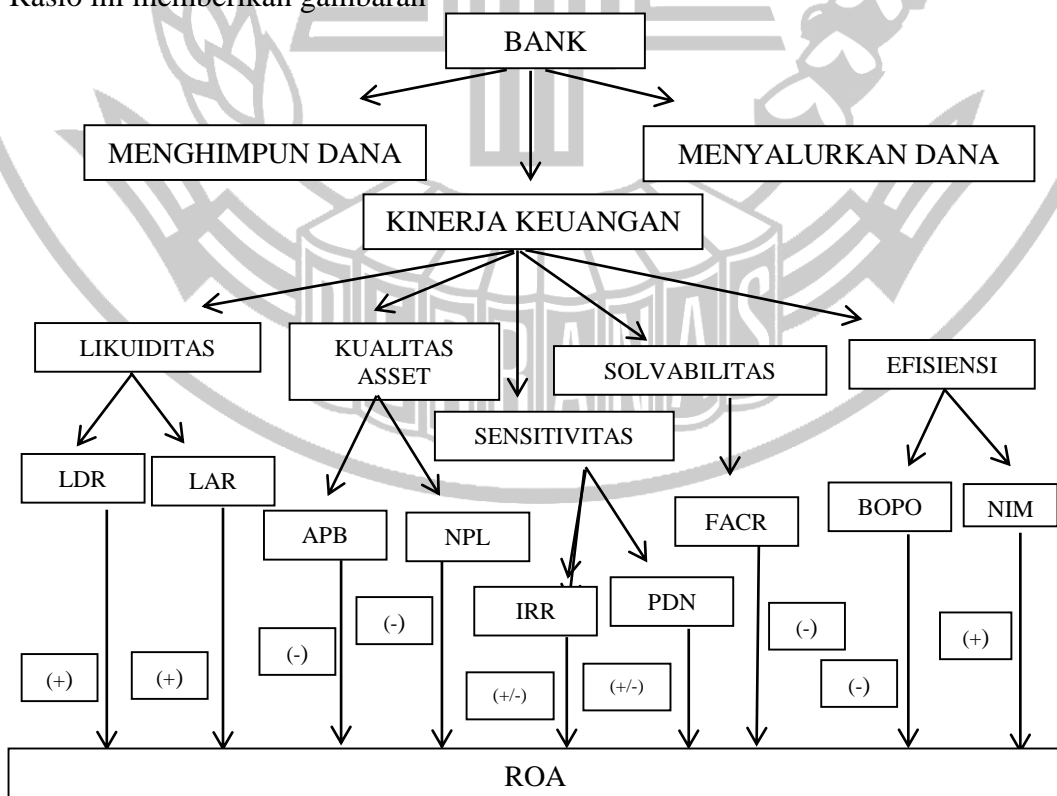 Rasio ini memberikan gambaran
BANK
MENGHIMPUN DANA
MENYALURKAN DANA
KINERJA KEUANGAN
LIKUIDITAS
KUALITAS
ASSET
SOLVABILITAS
EFISIENSI
SENSITIVITAS
LDR
LAR
APB
NPL
IRR
PDN
FACR
BOPO
NIM
(+)
(+)
(-)
(-)
(+/-)
(+/-)
(-)
(-)
(+)
ROA